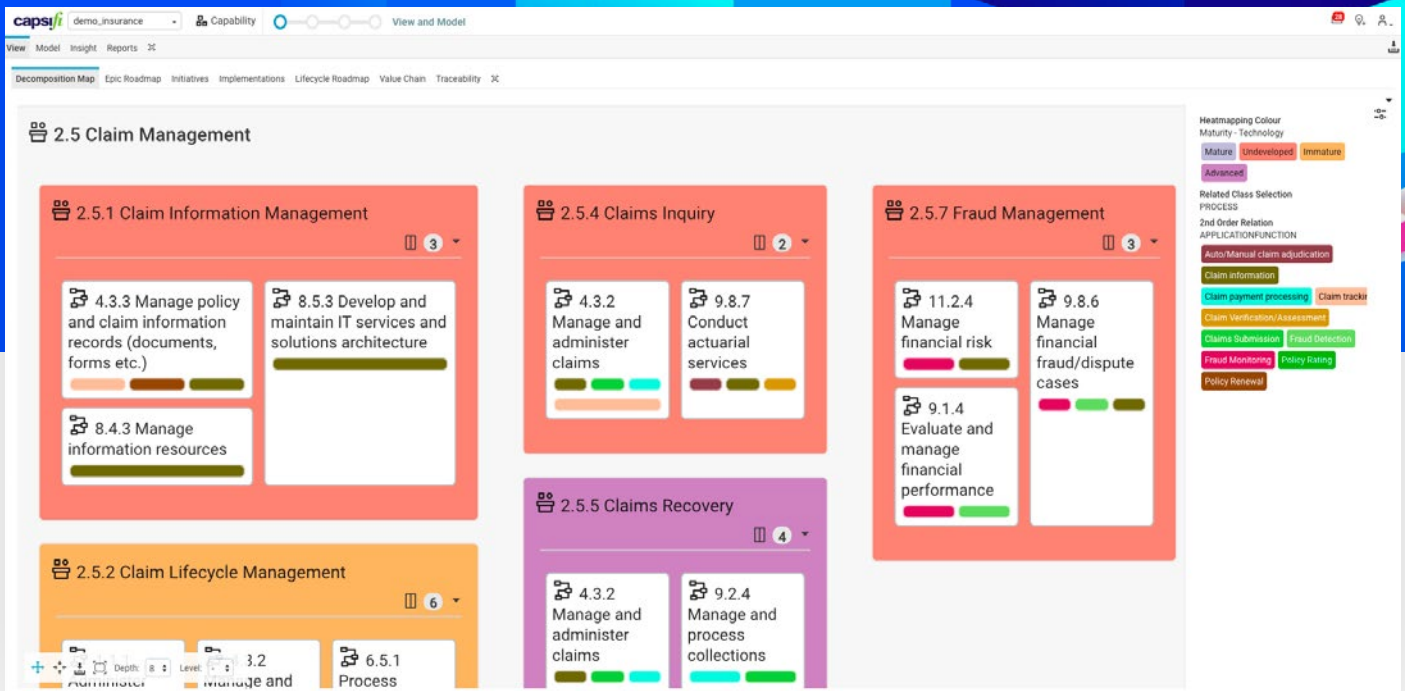 capsifi
demo_insurance
Capability
View and Model
28
View Model Insight Reports
Decomposition Map Epic Roadmap Initiatives Implementations Lifecycle Roadmap Value Chain Traceability
2.5 Claim Management
2.5.1 Claim Information Management
3
4.3.3 Manage policy
and claim information
records (documents,
forms etc.)
8.5.3 Develop and
maintain IT services and
solutions architecture
8.4.3 Manage
information resources
2.5.2 Claim Lifecycle Management
6
3.2
and
6.5.1
Process
Depth: 8 Level:
2.5.4 Claims Inquiry
2
4.3.2
Manage and
administer
claims
9.8.7
Conduct
actuarial
services
2.5.5 Claims Recovery
4
4.3.2
Manage and
administer
claims
9.2.4
Manage and
process
collections
2.5.7 Fraud Management
3
11.2.4
Manage
financial risk
9.8.6
Manage
financial
fraud/dispute
cases
9.1.4
Evaluate and
manage
financial
performance
Heatmapping Colour
Maturity - Technology
Mature Undeveloped Immature
Advanced
Related Class Selection
PROCESS
2nd Order Relation
APPLICATIONFUNCTION
Auto/Manual claim adjudication
Claim information
Claim payment processing Claim trackin
Claim Verification/Assessment
Claims Submission Fraud Detection
Fraud Monitoring Policy Rating
Policy Renewal